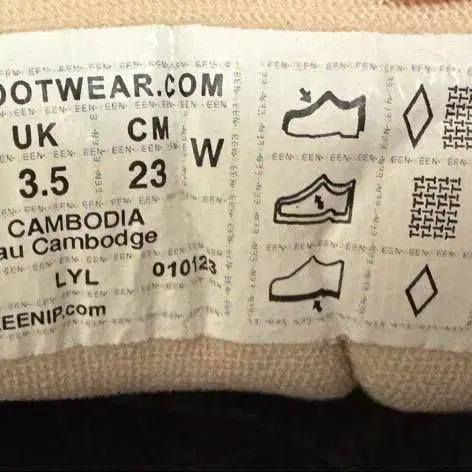 OOTWEAR.COM
UK CM W
3.5 23
CAMBODIA
au Cambodge
LYL 010123
EENIP.com